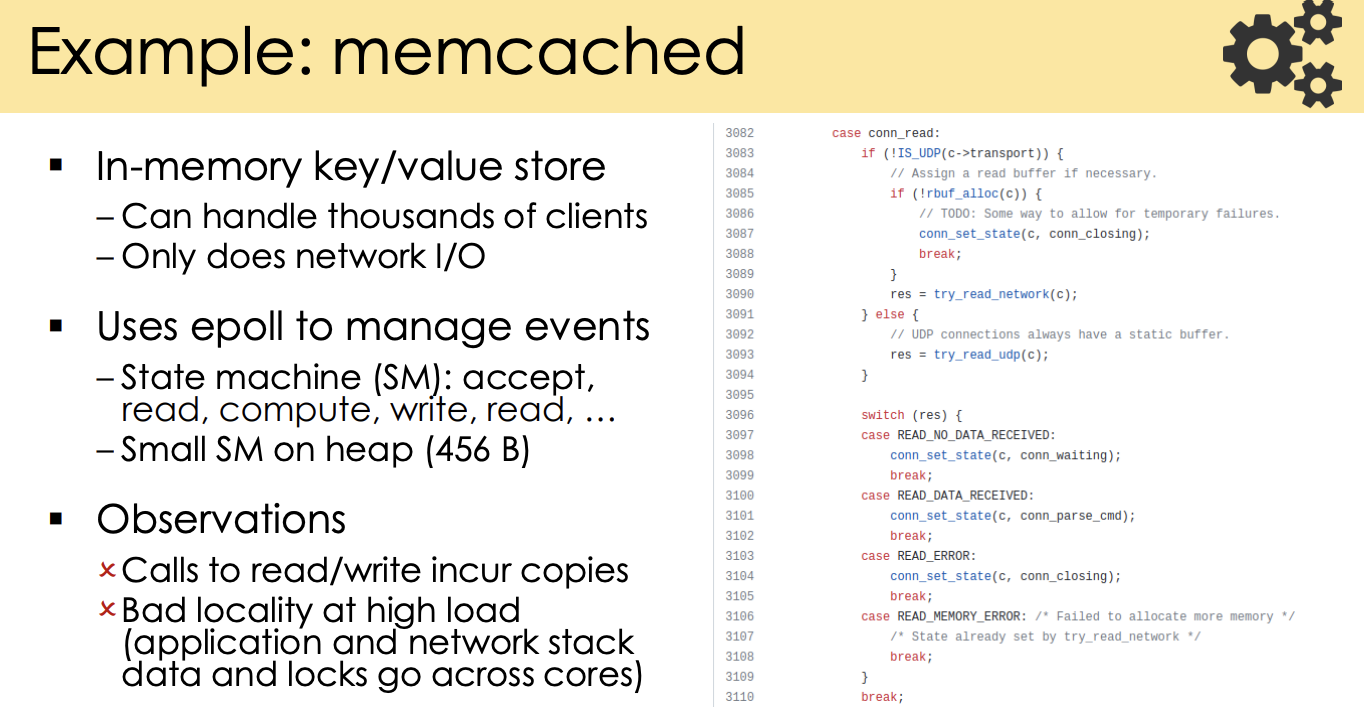 Example: memcached
▪ In-memory key/value store
– Can handle thousands of clients
– Only does network I/O
▪ Uses epoll to manage events
– State machine (SM): accept,
read, compute, write, read, …
– Small SM on heap (456 B)
▪ Observations
× Calls to read/write incur copies
× Bad locality at high load
(application and network stack
data and locks go across cores)
3082 case conn_read:
3083 if (!IS_UDP(c->transport)) {
3084 // Assign a read buffer if necessary.
3085 if (!rbuf_alloc(c)) {
3086 // TODO: Some way to allow for temporary failures.
3087 conn_set_state(c, conn_closing);
3088 break;
3089 }
3090 res = try_read_network(c);
3091 } else {
3092 // UDP connections always have a static buffer.
3093 res = try_read_udp(c);
3094 }
3095
3096 switch (res) {
3097 case READ_NO_DATA_RECEIVED:
3098 conn_set_state(c, conn_waiting);
3099 break;
3100 case READ_DATA_RECEIVED:
3101 conn_set_state(c, conn_parse_cmd);
3102 break;
3103 case READ_ERROR:
3104 conn_set_state(c, conn_closing);
3105 break;
3106 case READ_MEMORY_ERROR: /* Failed to allocate more memory */
3107 /* State already set by try_read_network */
3108 break;
3109 }
3110 break;